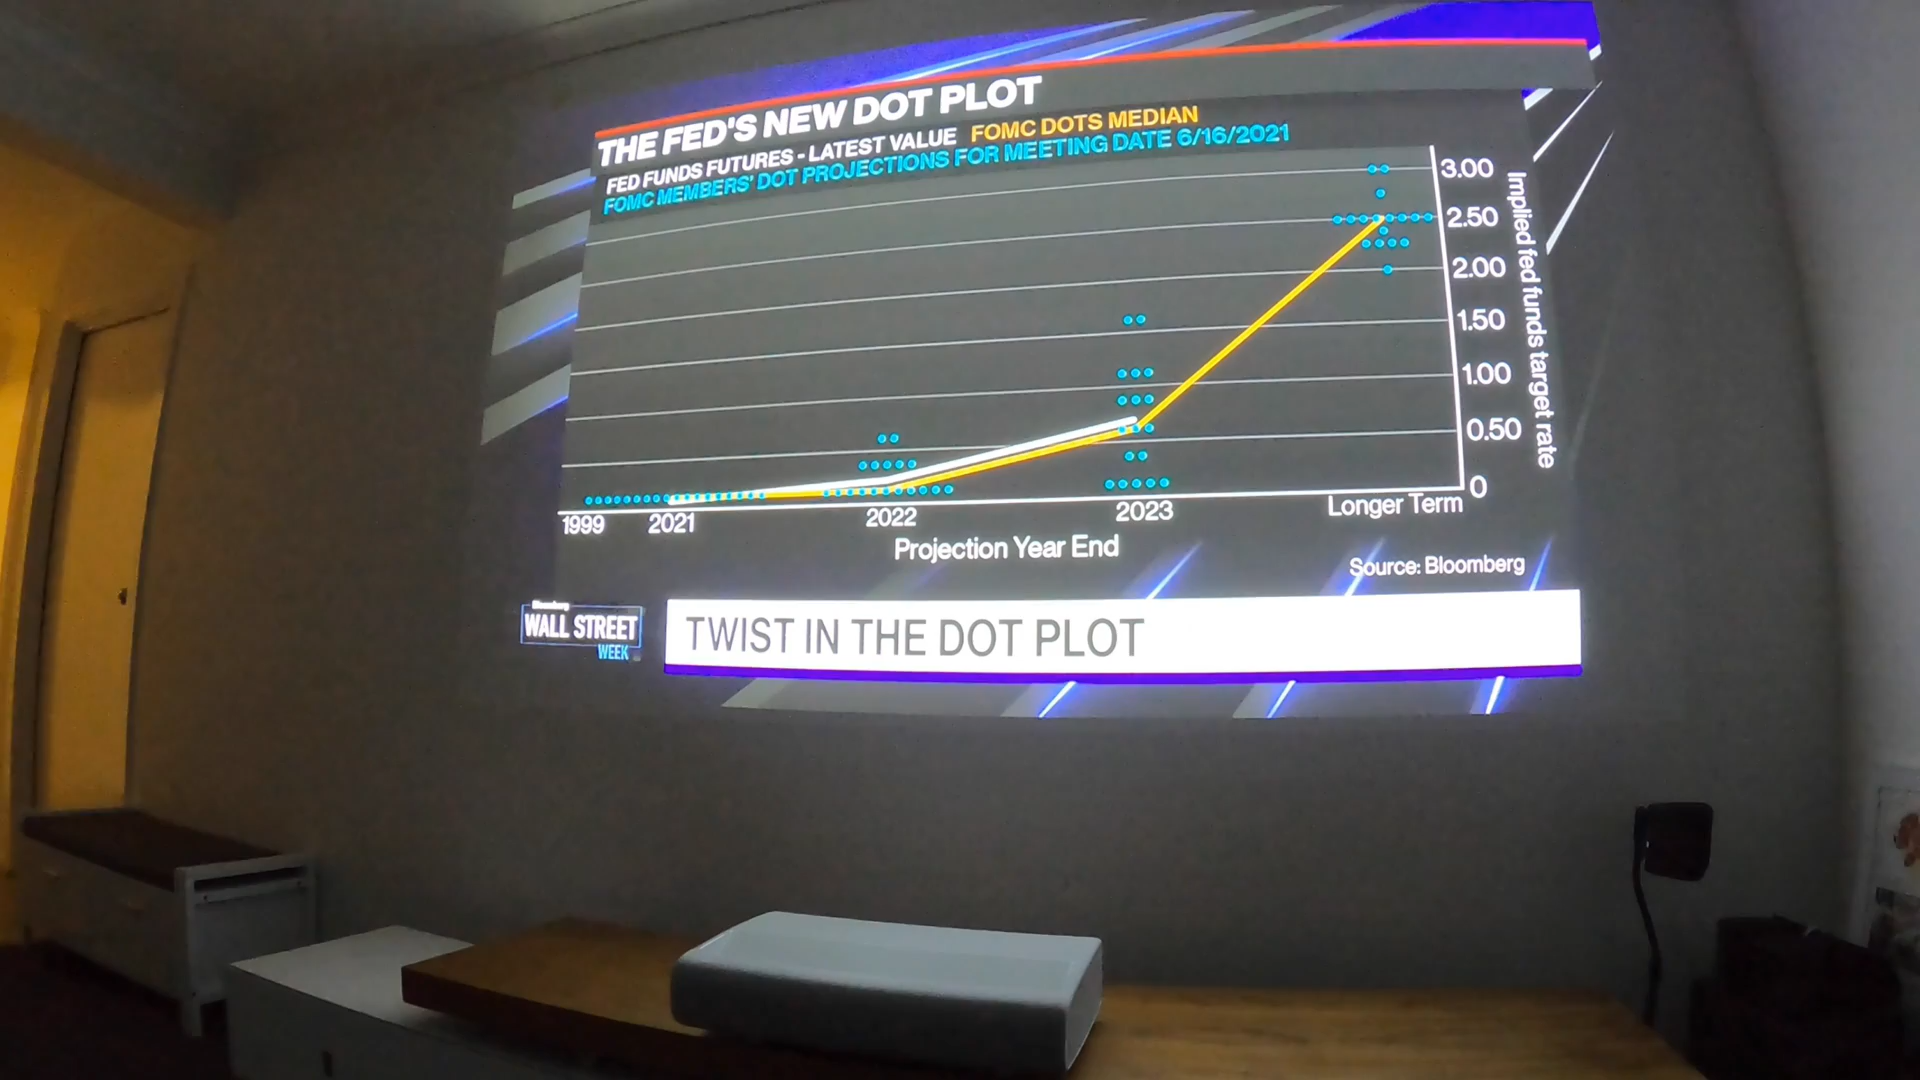 THE FED'S NEW DOT PLOT
FED FUNDS FUTURES - LATEST VALUE FOMC DOTS MEDIAN
FOMC MEMBERS' DOT PROJECTIONS FOR MEETING DATE 6/16/2021
3.00
2.50
2.00
1.50
1.00
0.50
0
Implied fed funds target rate
1999 2021 2022 2023 Longer Term
Projection Year End
Source: Bloomberg
Bloomberg
WALL STREET
WEEK
TWIST IN THE DOT PLOT